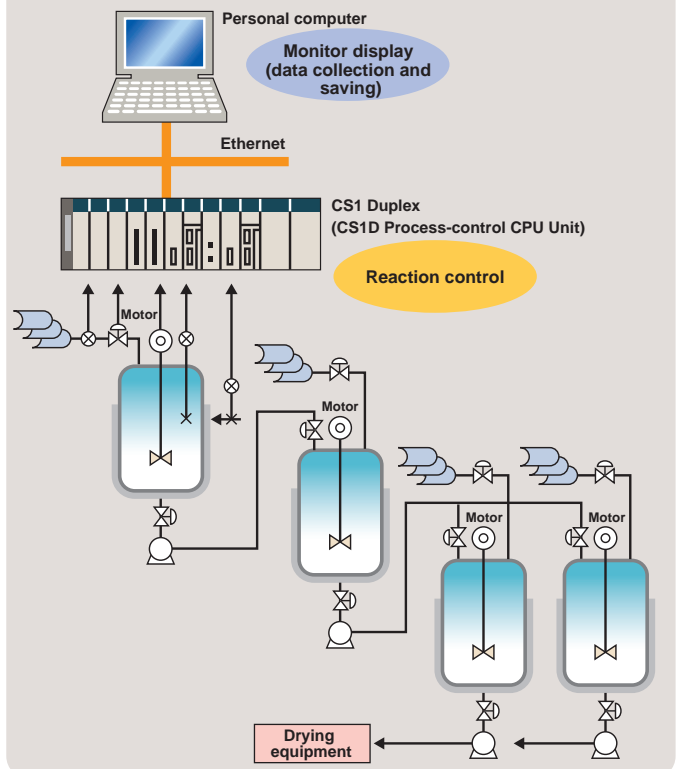 Personal computer
Monitor display
(data collection and
saving)
Ethernet
CS1 Duplex
(CS1D Process-control CPU Unit)
Reaction control
Motor
Motor
Motor
Motor
Drying
equipment